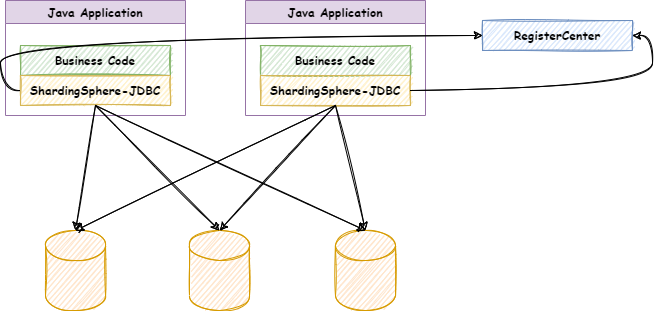 Java Application
Java Application
RegisterCenter
Business Code
Business Code
ShardingSphere-JDBC
ShardingSphere-JDBC